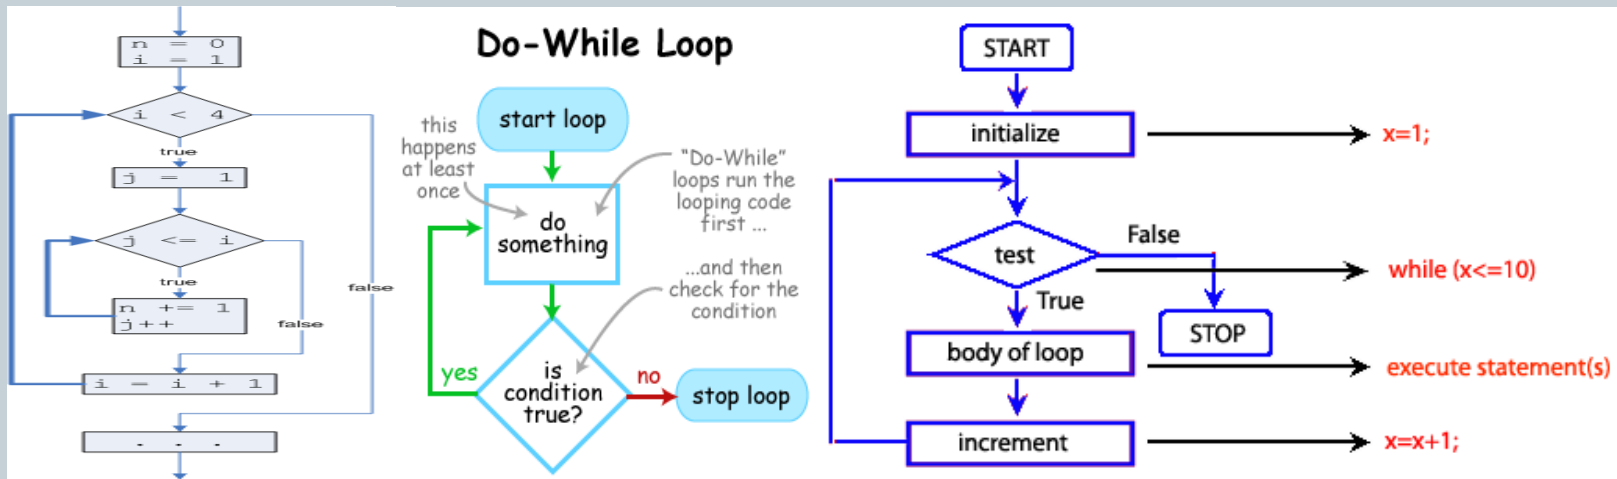 n = 0
i = 1
i < 4
true
j = 1
j <= i
true
n += 1
j++
false
false
i = i + 1
. . .
Do-While Loop
start loop
this
happens
at least
once
"Do-While"
loops run the
looping code
first ...
do
something
...and then
check for the
condition
is
condition
true?
yes
no
stop loop
START
initialize
x=1;
test
False
while (x<=10)
True
STOP
body of loop
execute statement(s)
increment
x=x+1;